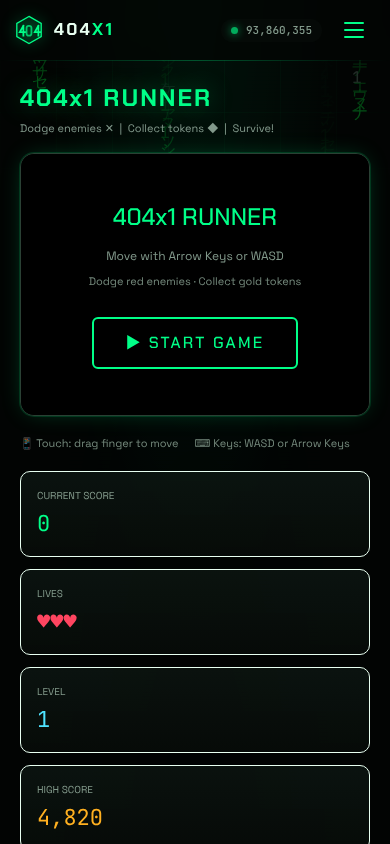 404 404X1
93,860,355
404x1 RUNNER
Dodge enemies ✕ | Collect tokens ◆ | Survive!
404x1 RUNNER
Move with Arrow Keys or WASD
Dodge red enemies · Collect gold tokens
▶ START GAME
📱 Touch: drag finger to move ⌨ Keys: WASD or Arrow Keys
CURRENT SCORE
0
LIVES
♥♥♥
LEVEL
1
HIGH SCORE
4,820